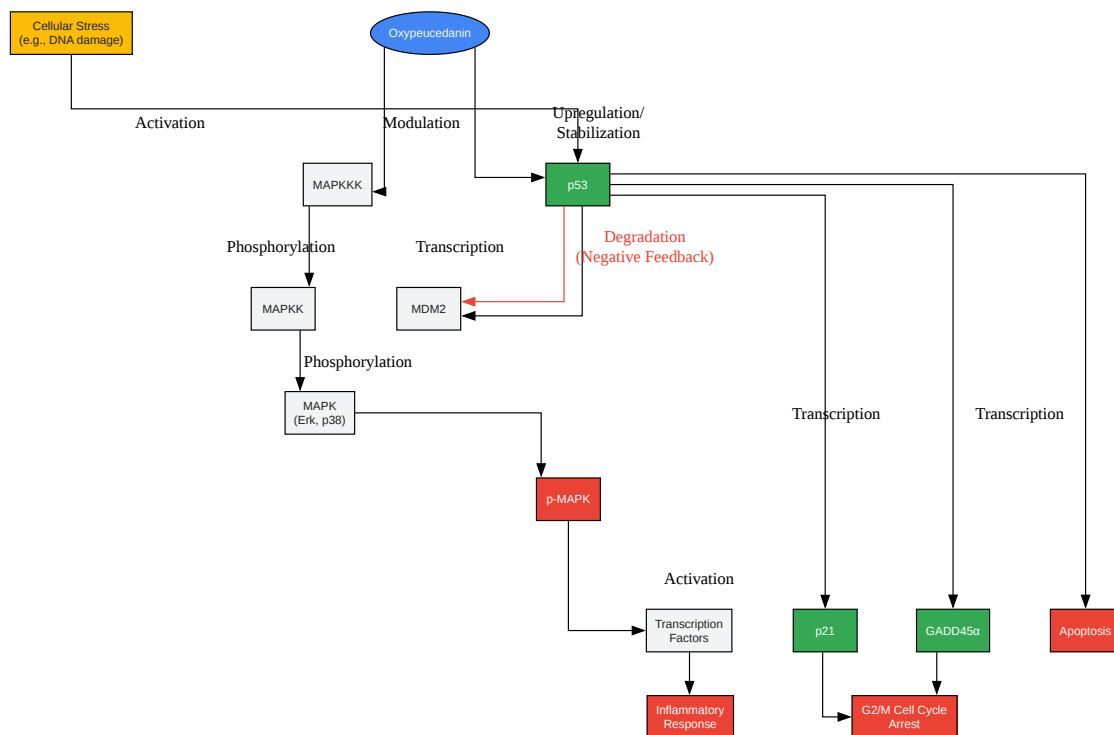 Cellular Stress
(e.g., DNA damage)
Oxypeucedanin
Activation
Modulation
Upregulation/
Stabilization
MAPKKK
p53
Phosphorylation
Transcription
Degradation
(Negative Feedback)
MAPKK
MDM2
Phosphorylation
MAPK
(Erk, p38)
Transcription
Transcription
p-MAPK
Activation
Transcription
Factors
p21
GADD45α
Apoptosis
Inflammatory
Response
G2/M Cell Cycle
Arrest